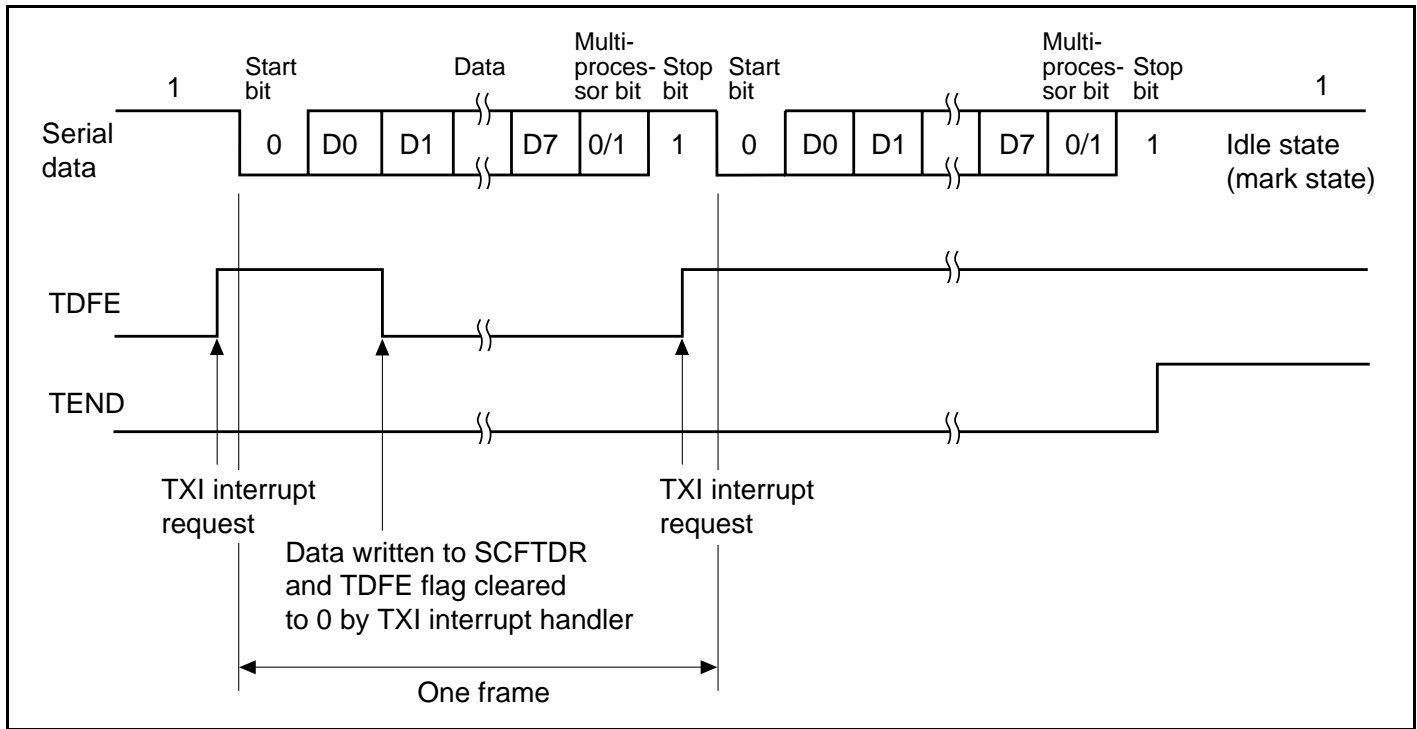 Multi-
proces-
sor bit
Multi-
proces-
sor bit
Start
bit
Data
Stop
bit
Start
bit
Stop
bit
1
1
Serial
data
0 D0 D1 D7 0/1 1 0 D0 D1 D7 0/1 1
Idle state
(mark state)
TDFE
TEND
TXI interrupt
request
TXI interrupt
request
Data written to SCFTDR
and TDFE flag cleared
to 0 by TXI interrupt handler
One frame